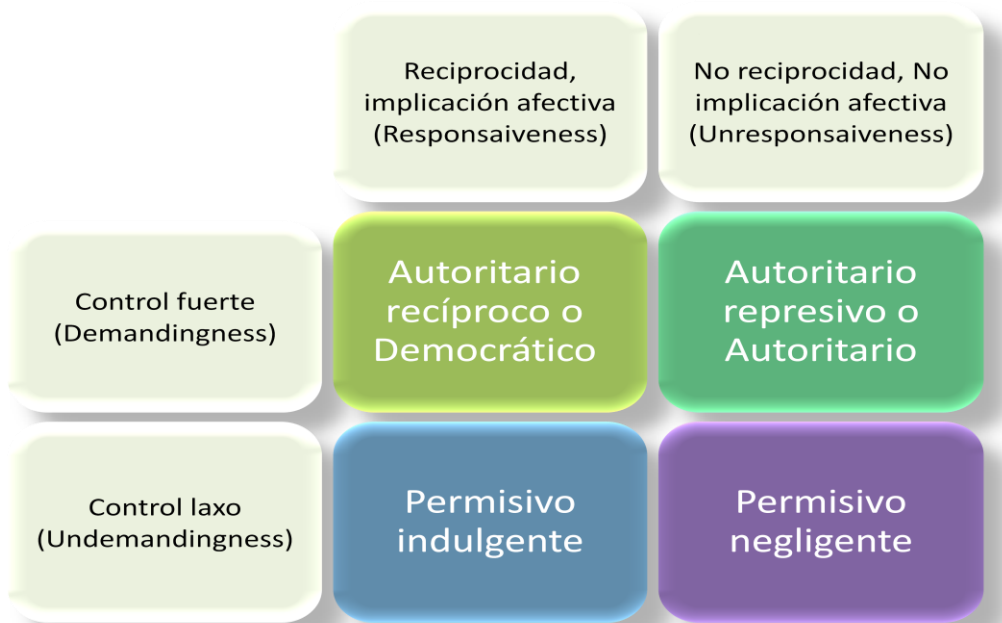 Reciprocidad,
implicación afectiva
(Responsaiveness)
No reciprocidad, No
implicación afectiva
(Unresponsaiveness)
Control fuerte
(Demandingness)
Autoritario
recíproco o
Democrático
Autoritario
represivo o
Autoritario
Control laxo
(Undemandingness)
Permisivo
indulgente
Permisivo
negligente